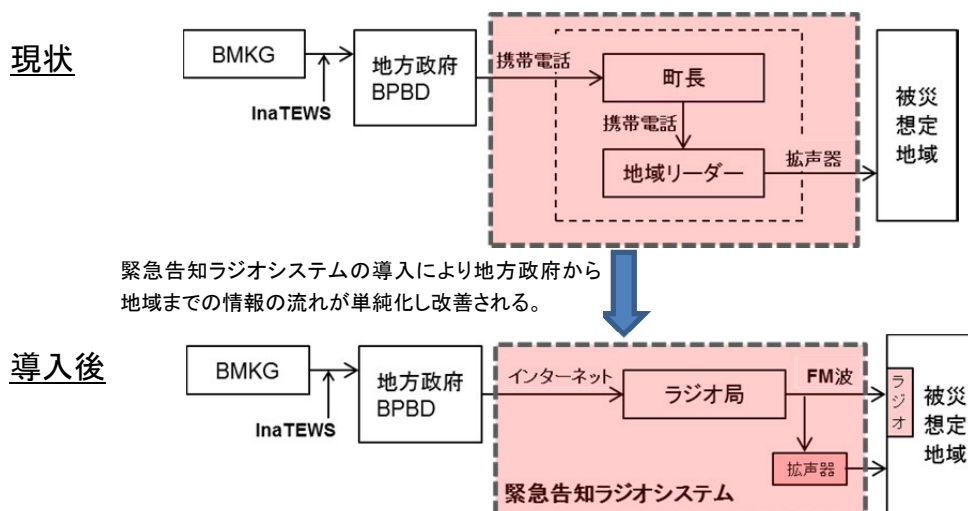 現状
BMKG
InaTEWS
地方政府
BPBD
携帯電話
町長
携帯電話
地域リーダー
拡声器
被災
想定
地域
緊急告知ラジオシステムの導入により地方政府から
地域までの情報の流れが単純化し改善される。
導入後
BMKG
InaTEWS
地方政府
BPBD
インターネット
ラジオ局
FM波
拡声器
緊急告知ラジオシステム
ラジオ
被災
想定
地域